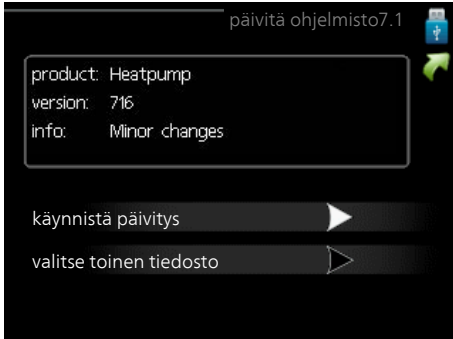 päivitä ohjelmisto7.1
product: Heatpump
version: 716
info: Minor changes
käynnistä päivitys
valitse toinen tiedosto